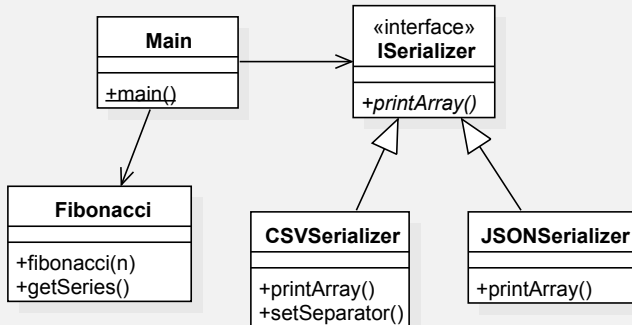 Main
+main()
«interface»
ISerializer
+printArray()
Fibonacci
+fibonacci(n)
+getSeries()
CSVSerializer
+printArray()
+setSeparator()
JSONSerializer
+printArray()